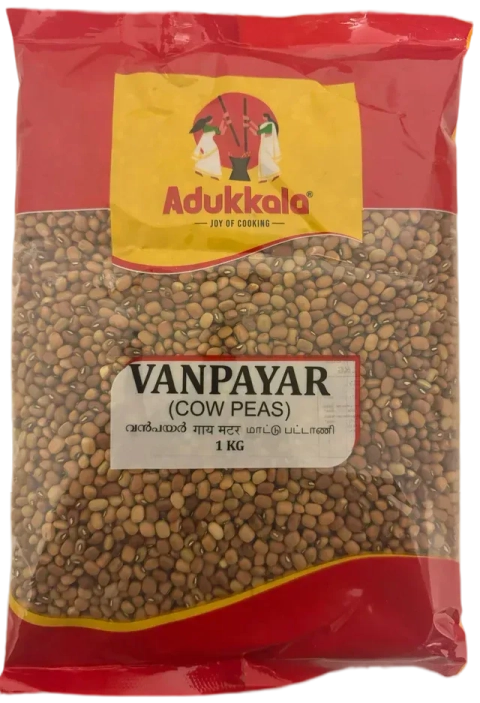 Adukkala®
JOY OF COOKING
VANPAYAR
(COW PEAS)
വൻപയർ गाय मटर மாட்டு பட்டாணி
1 KG